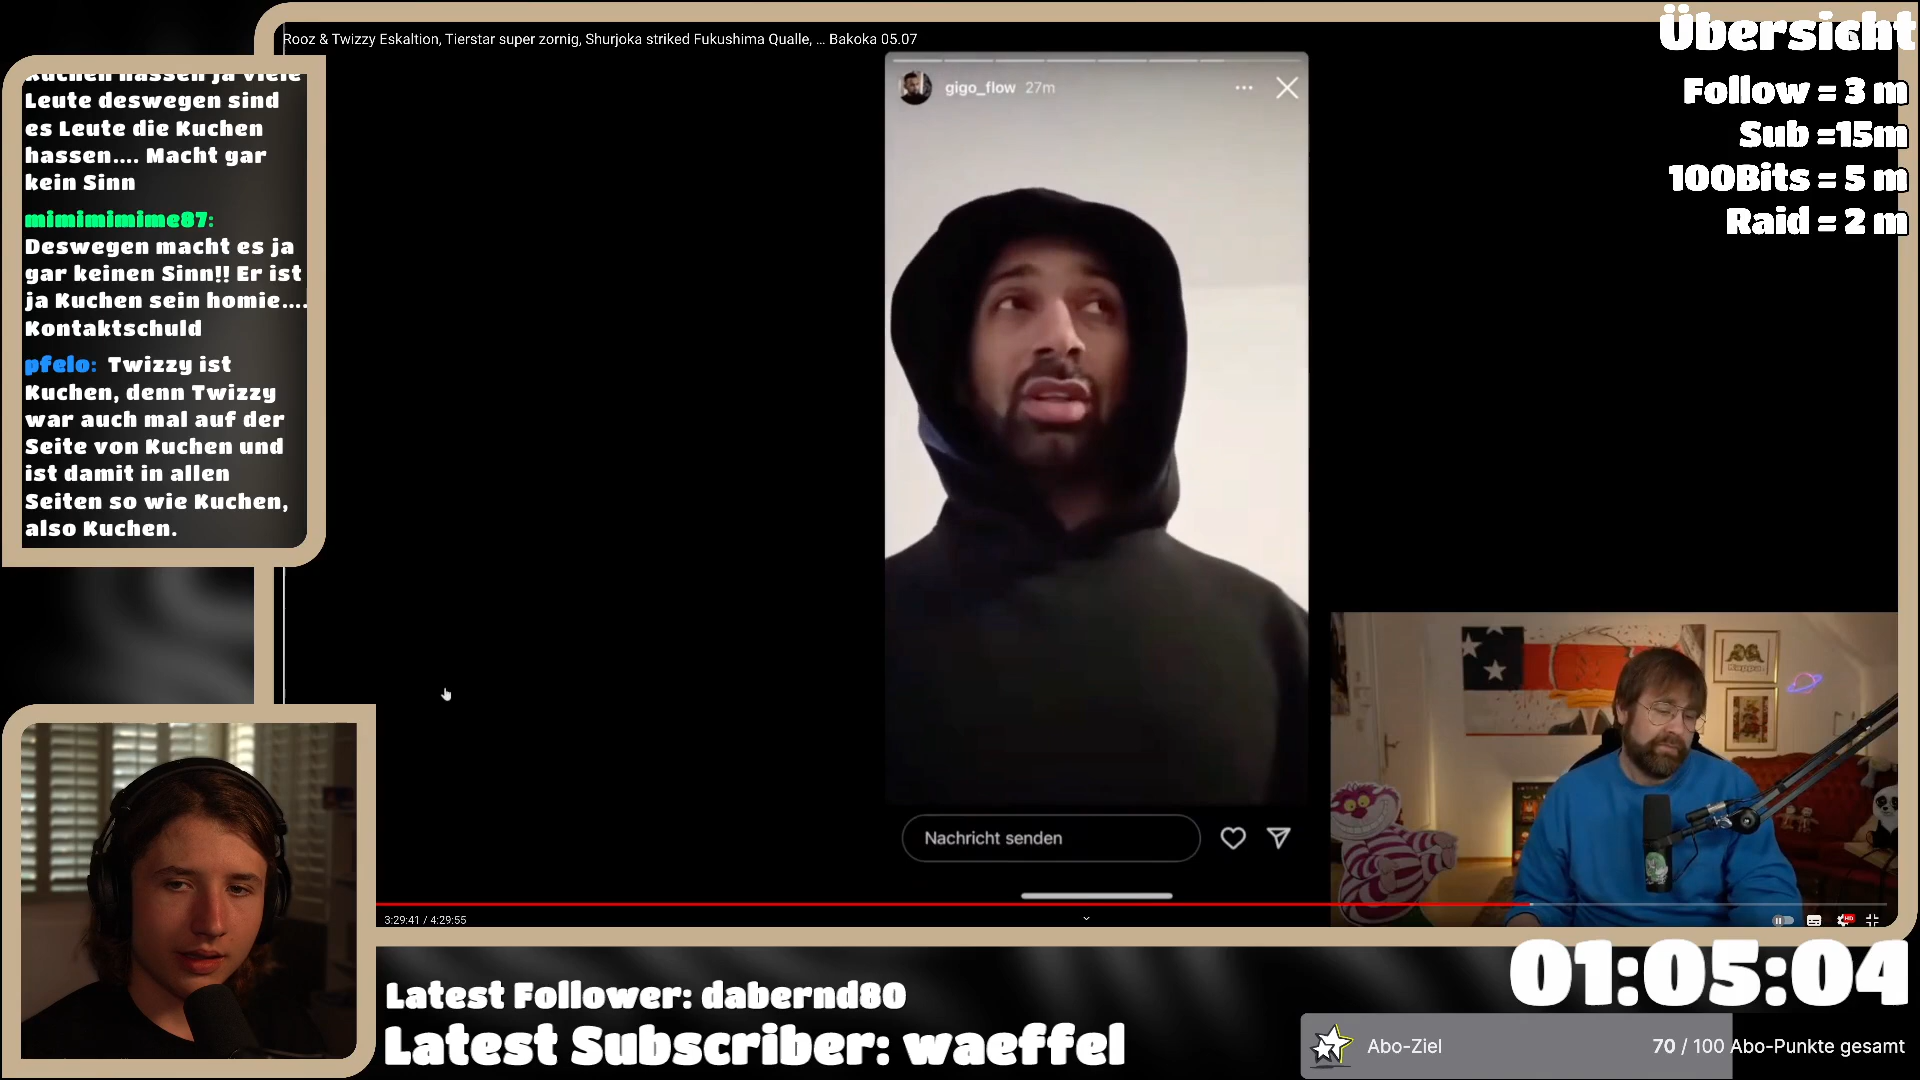 Rooz & Twizzy Eskaltion, Tierstar super zornig, Shurjoka striked Fukushima Qualle, ... Bakoka 05.07
Übersicht
Follow = 3 m
Sub =15m
100Bits = 5 m
Raid = 2 m
Kuchen hassen ja viele
Leute deswegen sind
es Leute die Kuchen
hassen.... Macht gar
kein Sinn
mimimimime87:
Deswegen macht es ja
gar keinen Sinn!! Er ist
ja Kuchen sein homie....
Kontaktschuld
pfelo: Twizzy ist
Kuchen, denn Twizzy
war auch mal auf der
Seite von Kuchen und
ist damit in allen
Seiten so wie Kuchen,
also Kuchen.
gigo_flow 27m
Nachricht senden
3:29:41 / 4:29:55
HD
01:05:04
Latest Follower: dabernd80
Latest Subscriber: waeffel
Abo-Ziel
70 / 100 Abo-Punkte gesamt